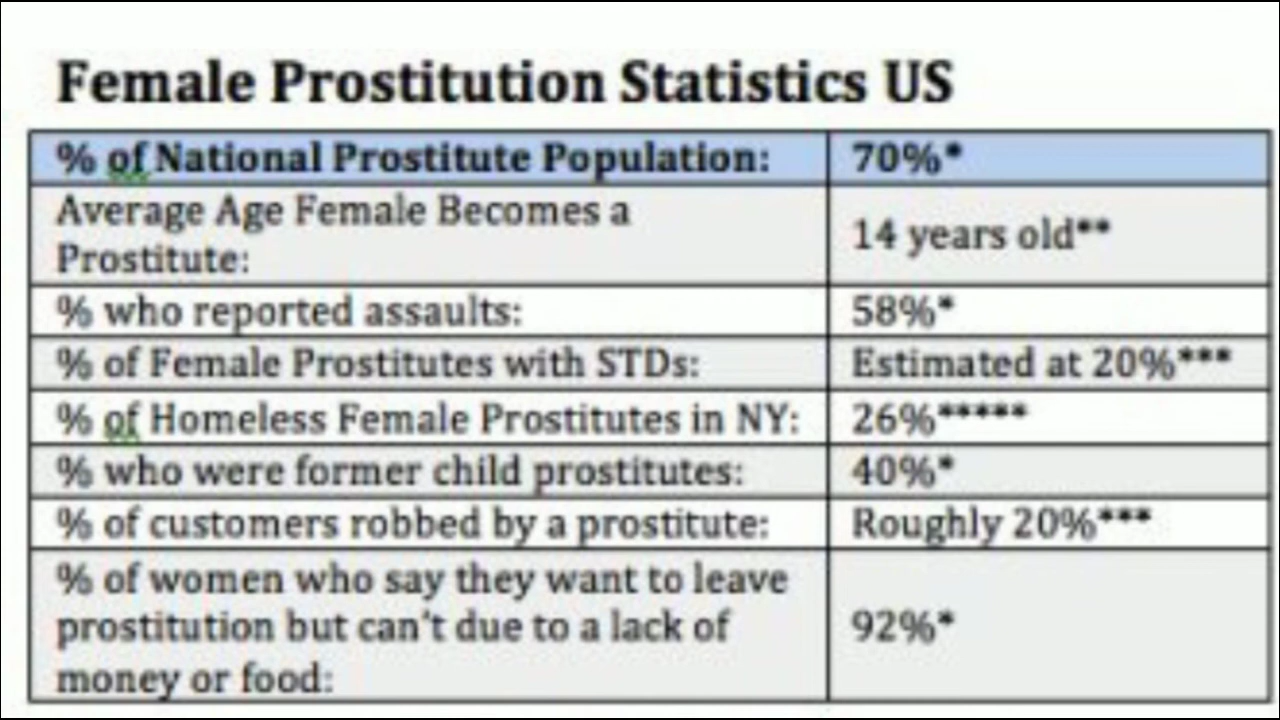 Female Prostitution Statistics US
% of National Prostitute Population: 70%*
Average Age Female Becomes a
Prostitute: 14 years old**
% who reported assaults: 58%*
% of Female Prostitutes with STDs: Estimated at 20%***
% of Homeless Female Prostitutes in NY: 26%*****
% who were former child prostitutes: 40%*
% of customers robbed by a prostitute: Roughly 20%***
% of women who say they want to leave
prostitution but can't due to a lack of
money or food: 92%*